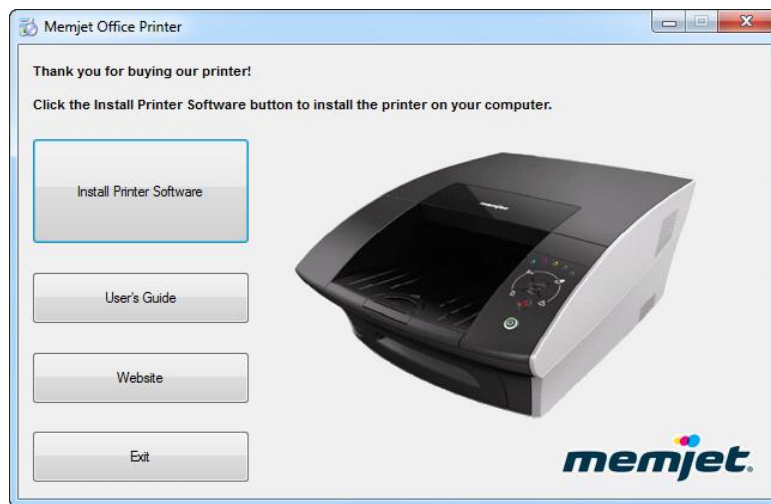 Memjet Office Printer
Thank you for buying our printer!
Click the Install Printer Software button to install the printer on your computer.
Install Printer Software
User's Guide
Website
Exit
memjet.